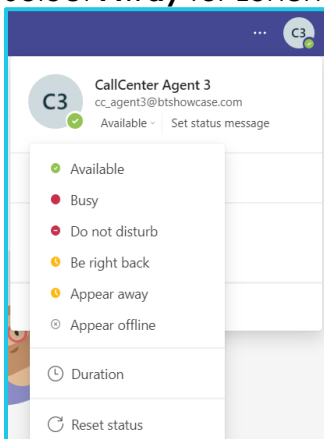 C3
C3
CallCenter Agent 3
cc_agent3@btshowcase.com
Available Set status message
Available
Busy
Do not disturb
Be right back
Appear away
Appear offline
Duration
Reset status